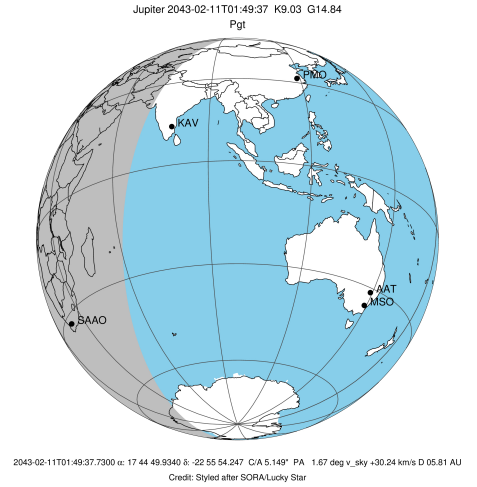 Jupiter 2043-02-11T01:49:37  K9.03  G14.84
Pgt
PMO
KAV
AAT
MSO
SAAO
2043-02-11T01:49:37.7300 α: 17 44 49.9340 δ: -22 55 54.247  C/A 5.149"  PA   1.67 deg v_sky +30.24 km/s D 05.81 AU
Credit: Styled after SORA/Lucky Star